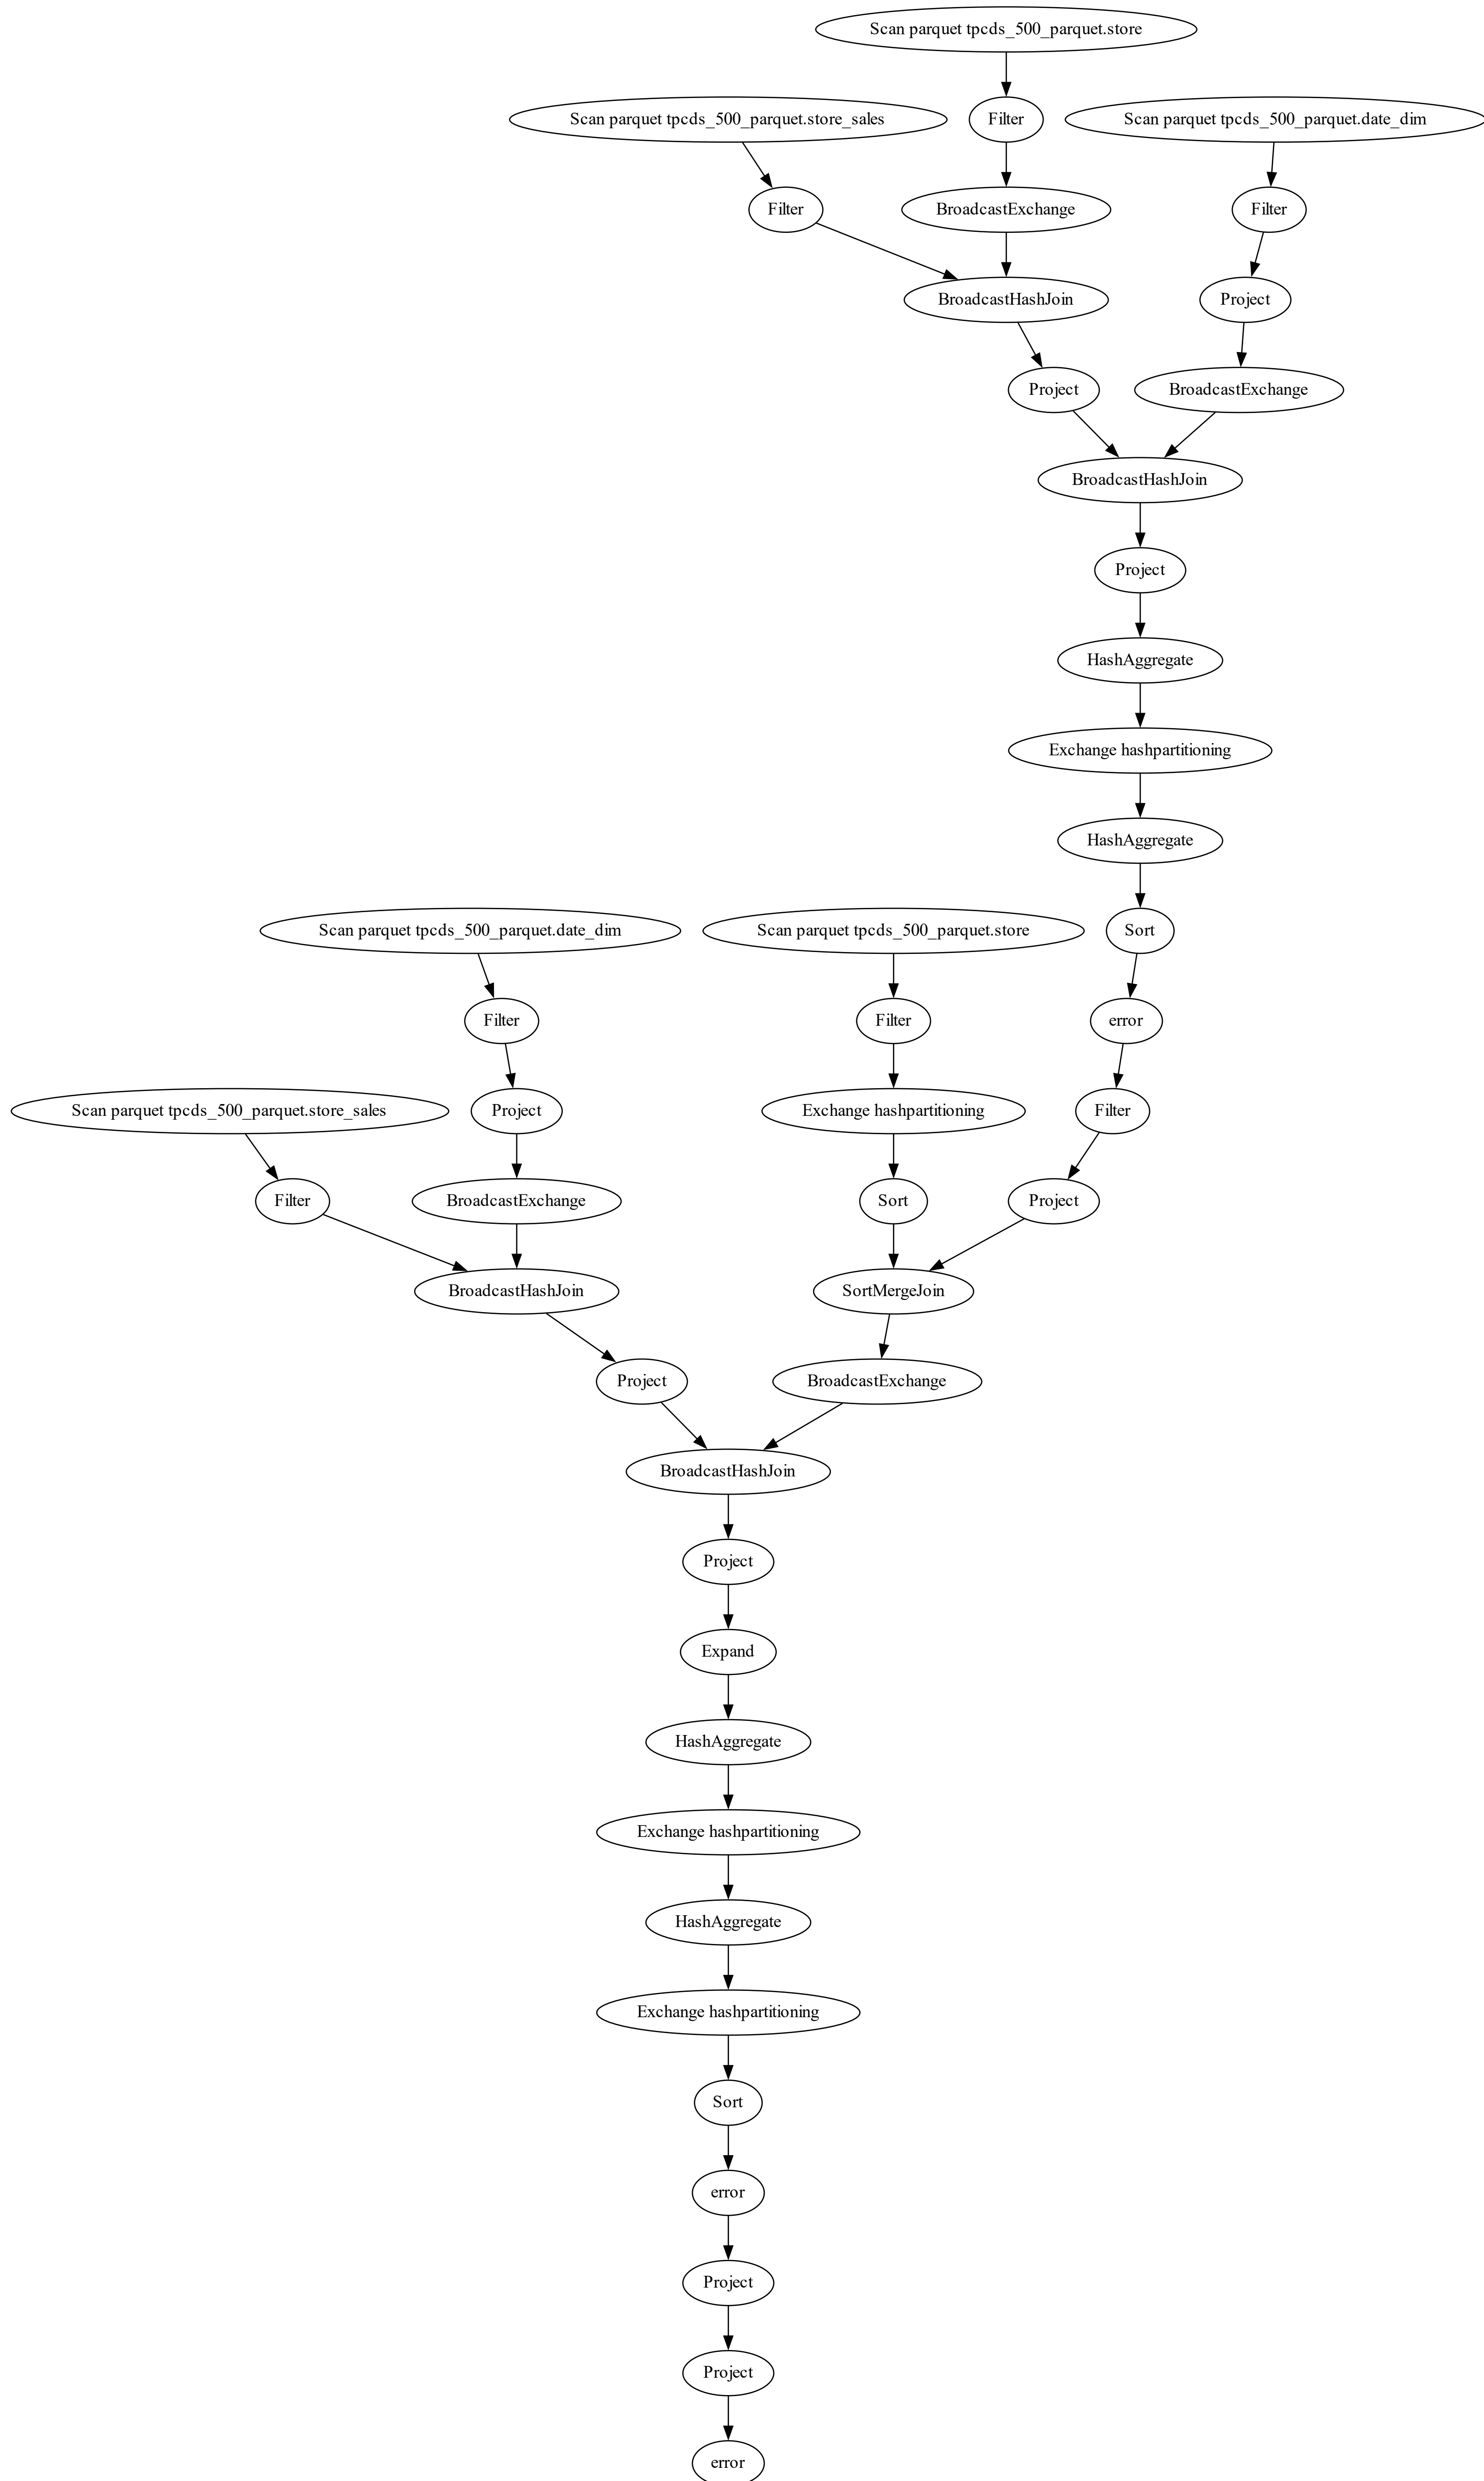 Scan parquet tpcds_500_parquet.store
Scan parquet tpcds_500_parquet.store_sales
Filter
Scan parquet tpcds_500_parquet.date_dim
Filter
BroadcastExchange
Filter
BroadcastHashJoin
Project
Project
BroadcastExchange
BroadcastHashJoin
Project
HashAggregate
Exchange hashpartitioning
HashAggregate
Scan parquet tpcds_500_parquet.date_dim
Scan parquet tpcds_500_parquet.store
Sort
Filter
Filter
error
Scan parquet tpcds_500_parquet.store_sales
Project
Exchange hashpartitioning
Filter
Filter
BroadcastExchange
Sort
Project
BroadcastHashJoin
SortMergeJoin
Project
BroadcastExchange
BroadcastHashJoin
Project
Expand
HashAggregate
Exchange hashpartitioning
HashAggregate
Exchange hashpartitioning
Sort
error
Project
Project
error